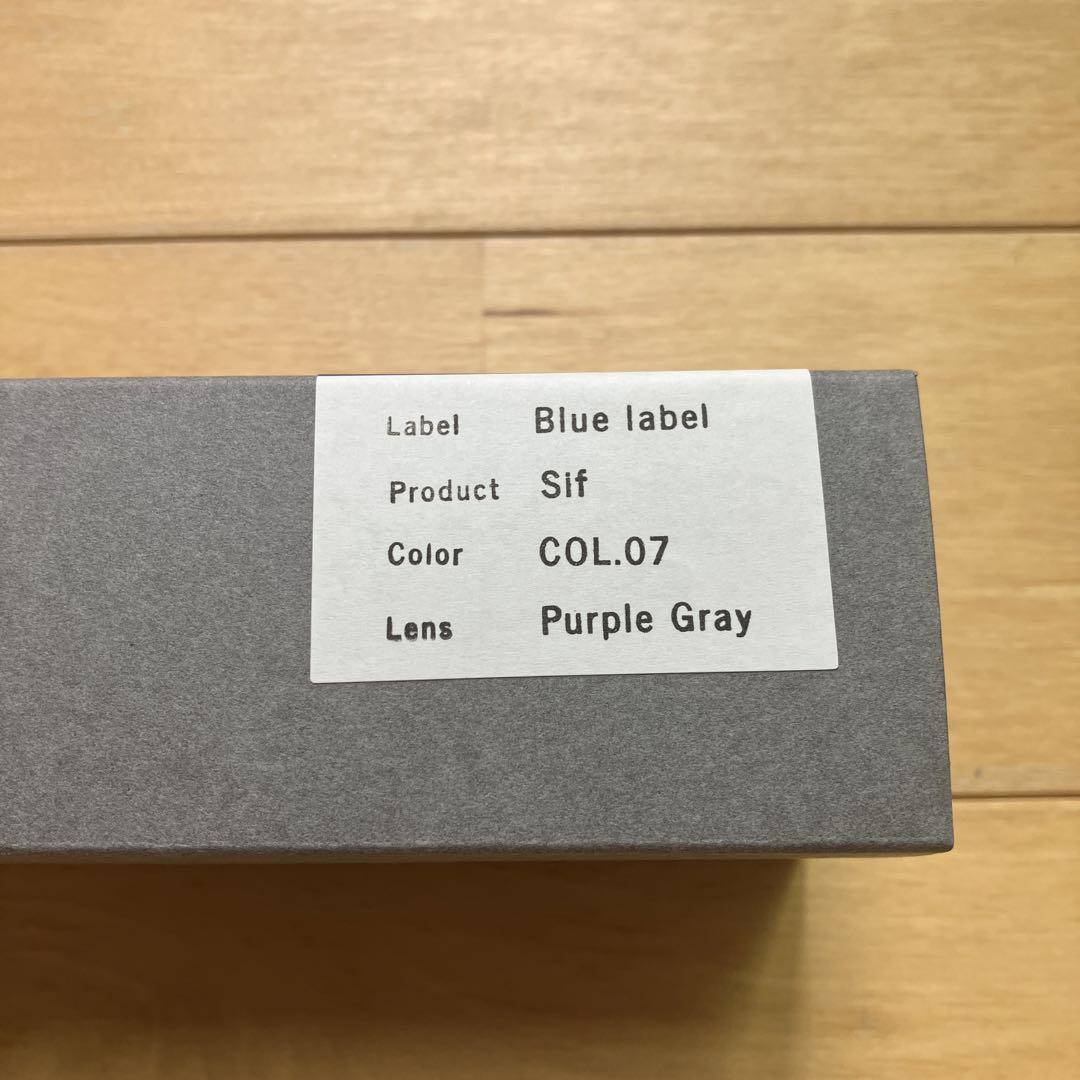 Label Blue label
Product Sif
Color COL.07
Lens Purple Gray